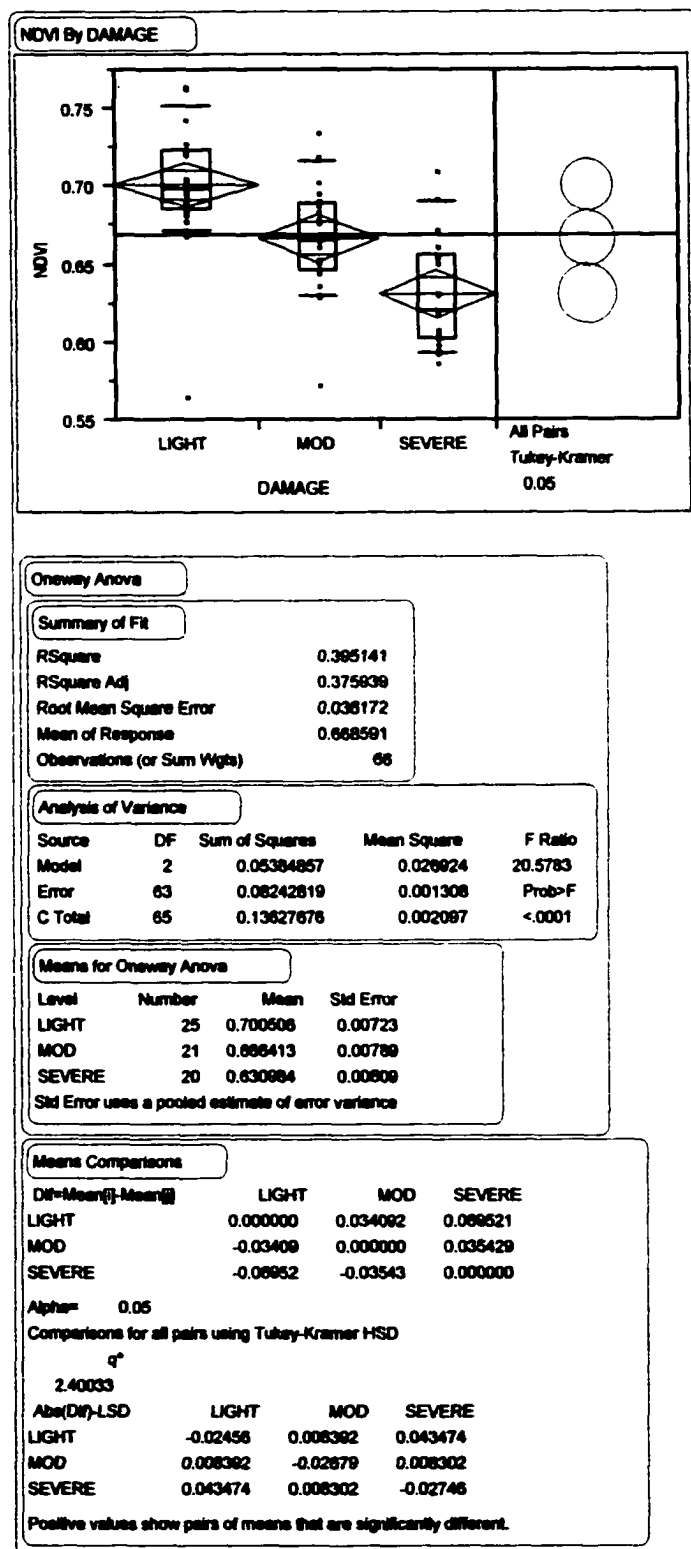 NDVI By DAMAGE
0.75
0.70
0.65
0.60
0.55
NDVI
LIGHT MOD SEVERE
DAMAGE
All Pairs
Tukey-Kramer
0.05
Oneway Anova
Summary of Fit
RSquare 0.395141
RSquare Adj 0.375939
Root Mean Square Error 0.036172
Mean of Response 0.668591
Observations (or Sum Wgts) 66
Analysis of Variance
Source DF Sum of Squares Mean Square F Ratio
Model 2 0.05384857 0.026924 20.5783
Error 63 0.08242819 0.001308 Prob>F
C Total 65 0.13627676 0.002097 <.0001
Means for Oneway Anova
Level Number Mean Std Error
LIGHT 25 0.700506 0.00723
MOD 21 0.666413 0.00789
SEVERE 20 0.630984 0.00809
Std Error uses a pooled estimate of error variance
Means Comparisons
Dif=Mean[i]-Mean[j] LIGHT MOD SEVERE
LIGHT 0.000000 0.034092 0.069521
MOD -0.03409 0.000000 0.035429
SEVERE -0.06952 -0.03543 0.000000
Alpha= 0.05
Comparisons for all pairs using Tukey-Kramer HSD
q*
2.40033
Abs(Dif)-LSD LIGHT MOD SEVERE
LIGHT -0.02456 0.008392 0.043474
MOD 0.008392 -0.02679 0.008302
SEVERE 0.043474 0.008302 -0.02746
Positive values show pairs of means that are significantly different.